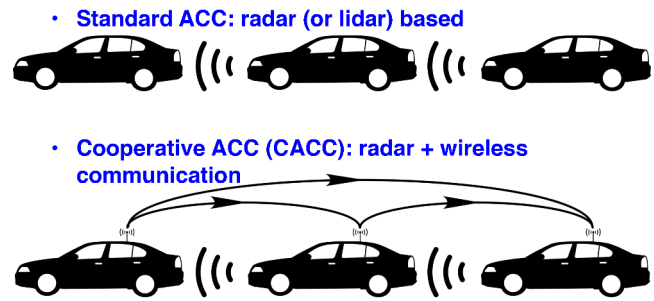 • Standard ACC: radar (or lidar) based
• Cooperative ACC (CACC): radar + wireless
communication